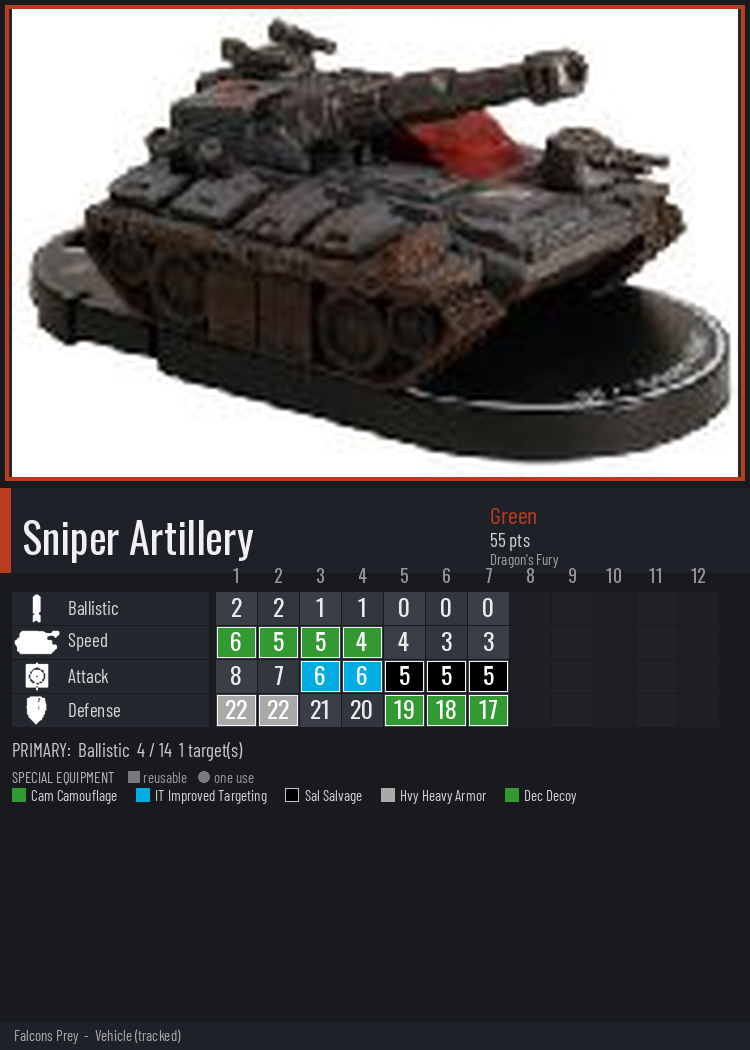 Sniper Artillery
Green
55 pts
Dragon's Fury
1 2 3 4 5 6 7 8 9 10 11 12
Ballistic 2 2 1 1 0 0 0
Speed 6 5 5 4 4 3 3
Attack 8 7 6 6 5 5 5
Defense 22 22 21 20 19 18 17
PRIMARY: Ballistic 4 / 14 1 target(s)
SPECIAL EQUIPMENT reusable one use
Cam Camouflage IT Improved Targeting Sal Salvage Hvy Heavy Armor Dec Decoy
Falcons Prey - Vehicle (tracked)